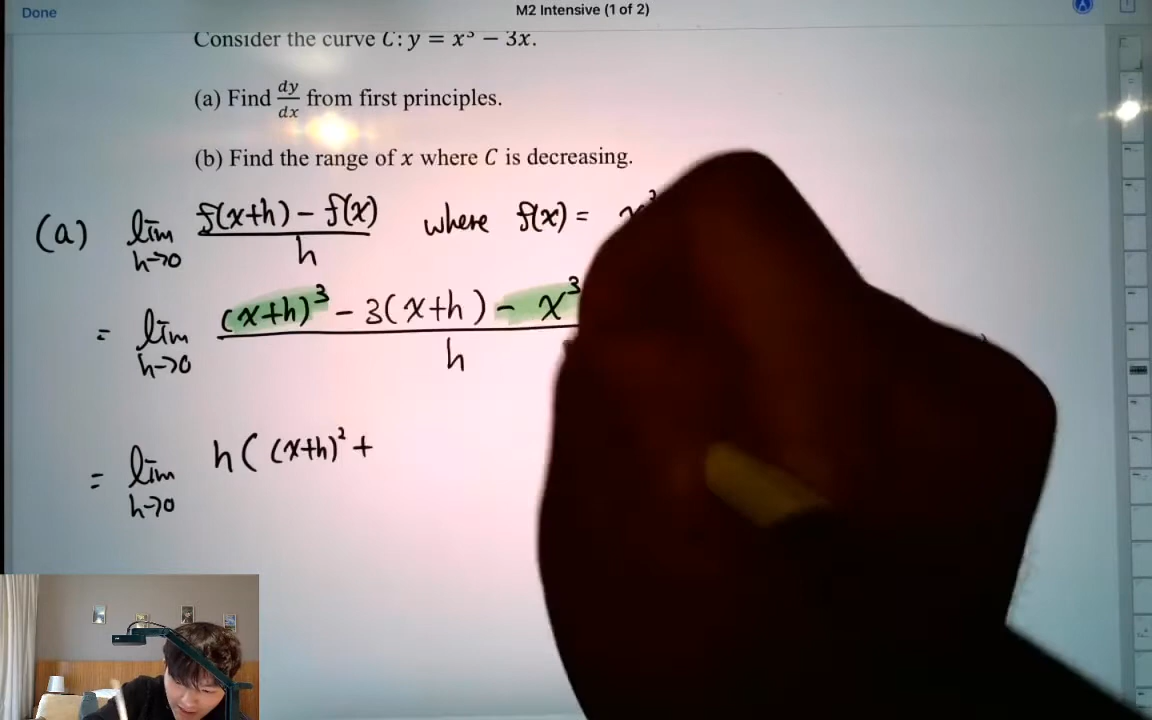 Done M2 Intensive (1 of 2)
Consider the curve C: y = x³ − 3x.
(a) Find dy/dx from first principles.
(b) Find the range of x where C is decreasing.
(a) lim h→0 f(x+h) − f(x) / h where f(x) = x³
= lim h→0 (x+h)³ − 3(x+h) − x³ / h
= lim h→0 h((x+h)² +